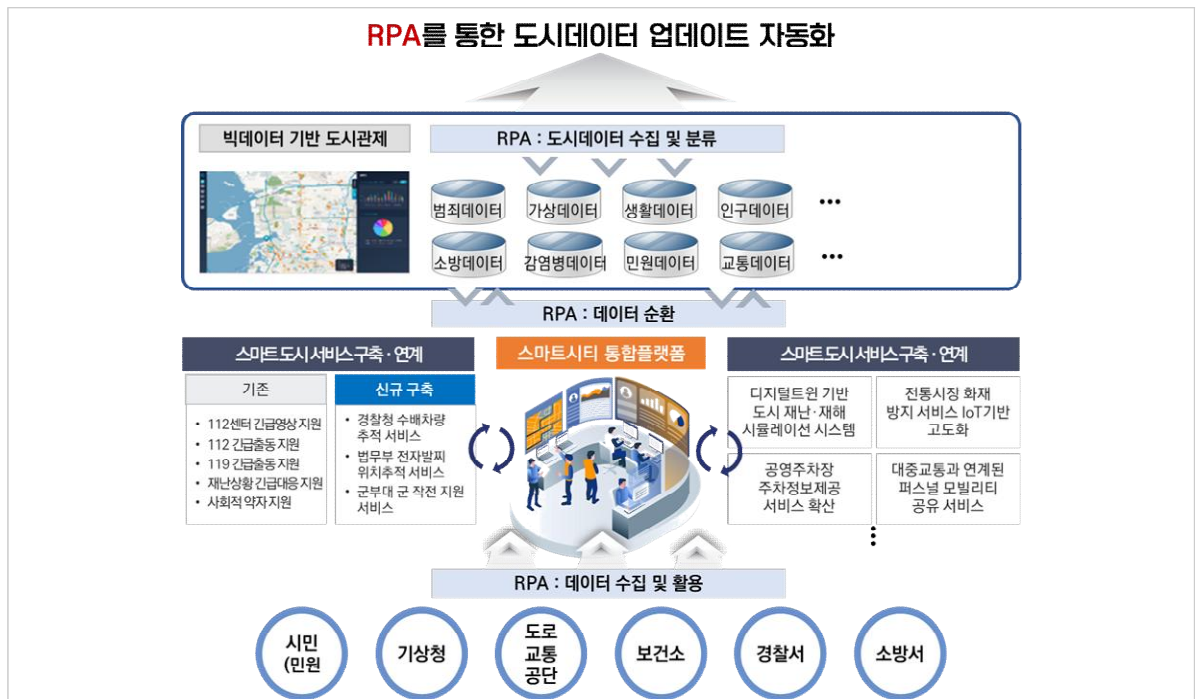 RPA를 통한 도시데이터 업데이트 자동화
빅데이터 기반 도시관제
RPA : 도시데이터 수집 및 분류
범죄데이터
가상데이터
생활데이터
인구데이터
...
소방데이터
감염병데이터
민원데이터
교통데이터
...
RPA : 데이터 순환
스마트도시 서비스 구축·연계
기존
• 112센터 긴급영상 지원
• 112 긴급출동 지원
• 119 긴급출동 지원
• 재난상황 긴급대응 지원
• 사회적 약자 지원
신규 구축
• 경찰청 수배차량
추적 서비스
• 법무부 전자발찌
위치추적 서비스
• 군부대 군 작전 지원
서비스
스마트시티 통합플랫폼
스마트도시 서비스 구축·연계
디지털트윈 기반
도시 재난·재해
시뮬레이션 시스템
전통시장 화재
방지 서비스 IoT기반
고도화
공영주차장
주차정보제공
서비스 확산
대중교통과 연계된
퍼스널 모빌리티
공유 서비스
RPA : 데이터 수집 및 활용
시민
(민원
기상청
도로
교통
공단
보건소
경찰서
소방서